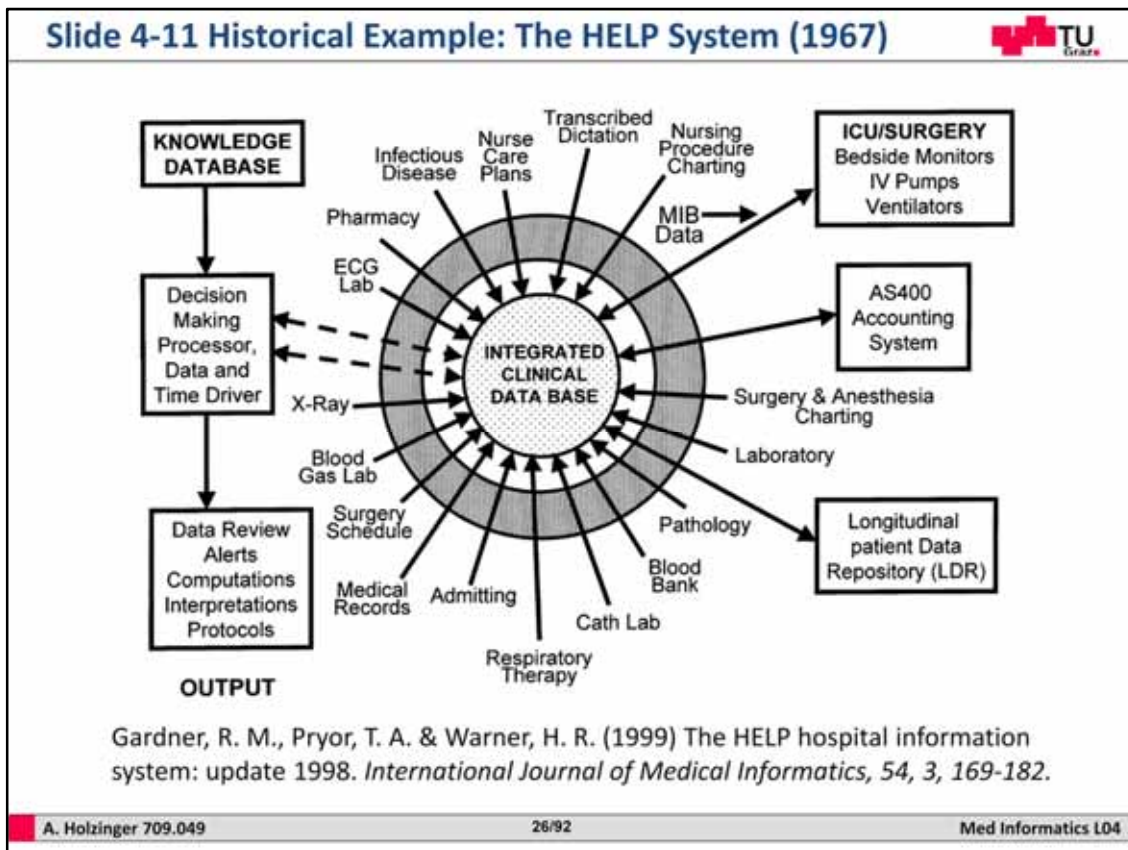 Slide 4-11 Historical Example: The HELP System (1967)
TU
Graz
KNOWLEDGE
DATABASE
Decision
Making
Processor,
Data and
Time Driver
Data Review
Alerts
Computations
Interpretations
Protocols
OUTPUT
Infectious
Disease
Nurse
Care
Plans
Transcribed
Dictation
Nursing
Procedure
Charting
Pharmacy
ECG
Lab
X-Ray
Blood
Gas Lab
Surgery
Schedule
Medical
Records
Admitting
Respiratory
Therapy
Cath Lab
Blood
Bank
Pathology
Laboratory
Surgery & Anesthesia
Charting
MIB
Data
INTEGRATED
CLINICAL
DATA BASE
ICU/SURGERY
Bedside Monitors
IV Pumps
Ventilators
AS400
Accounting
System
Longitudinal
patient Data
Repository (LDR)
Gardner, R. M., Pryor, T. A. & Warner, H. R. (1999) The HELP hospital information
system: update 1998. International Journal of Medical Informatics, 54, 3, 169-182.
A. Holzinger 709.049
26/92
Med Informatics L04